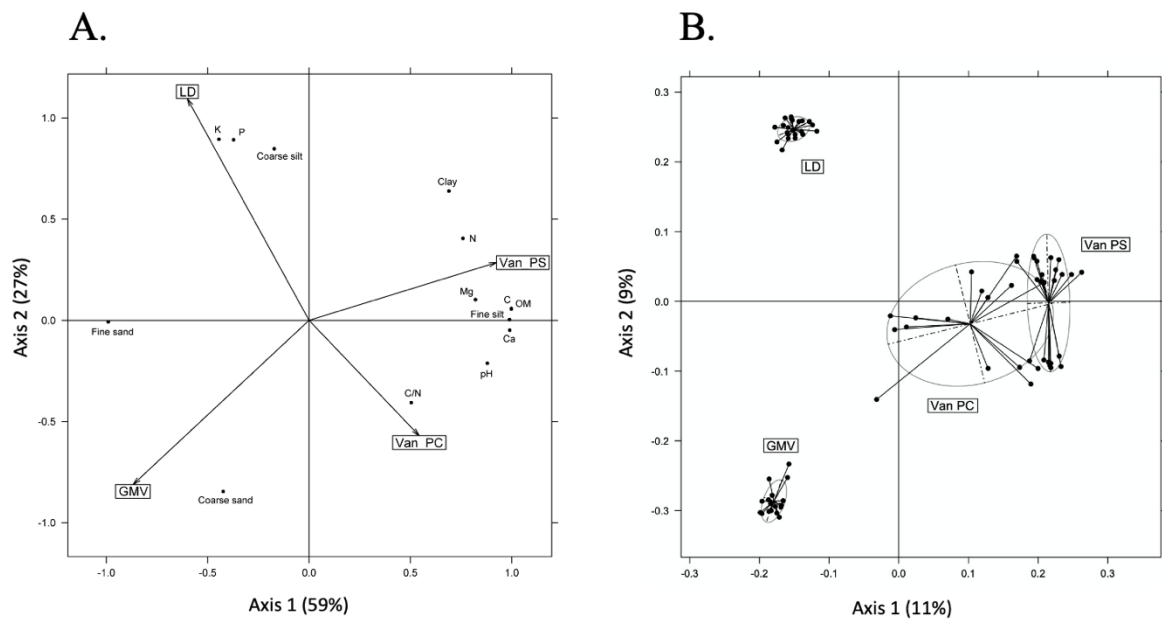 A.
LD
K
P
Coarse silt
Clay
N
Van PS
Mg
C
OM
Fine silt
Ca
Fine sand
pH
C/N
Van PC
GMV
Coarse sand
1.0
0.5
0.0
-0.5
-1.0
Axis 2 (27%)
-1.0 -0.5 0.0 0.5 1.0
Axis 1 (59%)
B.
LD
Van PS
Van PC
GMV
0.3
0.2
0.1
0.0
-0.1
-0.2
-0.3
Axis 2 (9%)
-0.3 -0.2 -0.1 0.0 0.1 0.2 0.3
Axis 1 (11%)